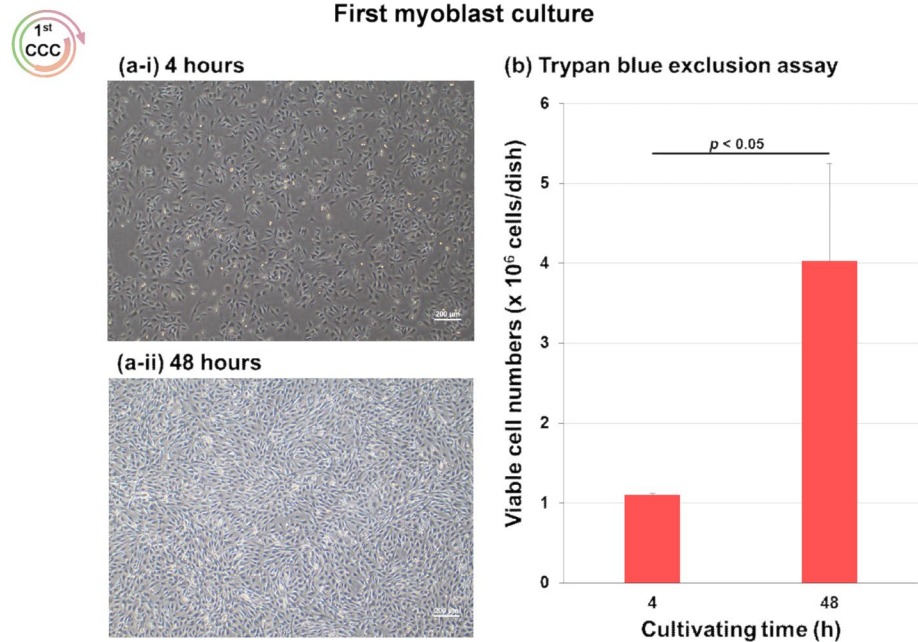 First myoblast culture
1st
CCC
(a-i) 4 hours
200 µm
(a-ii) 48 hours
200 µm
(b) Trypan blue exclusion assay
p < 0.05
Viable cell numbers (x 10⁶ cells/dish)
6
5
4
3
2
1
0
4 48
Cultivating time (h)